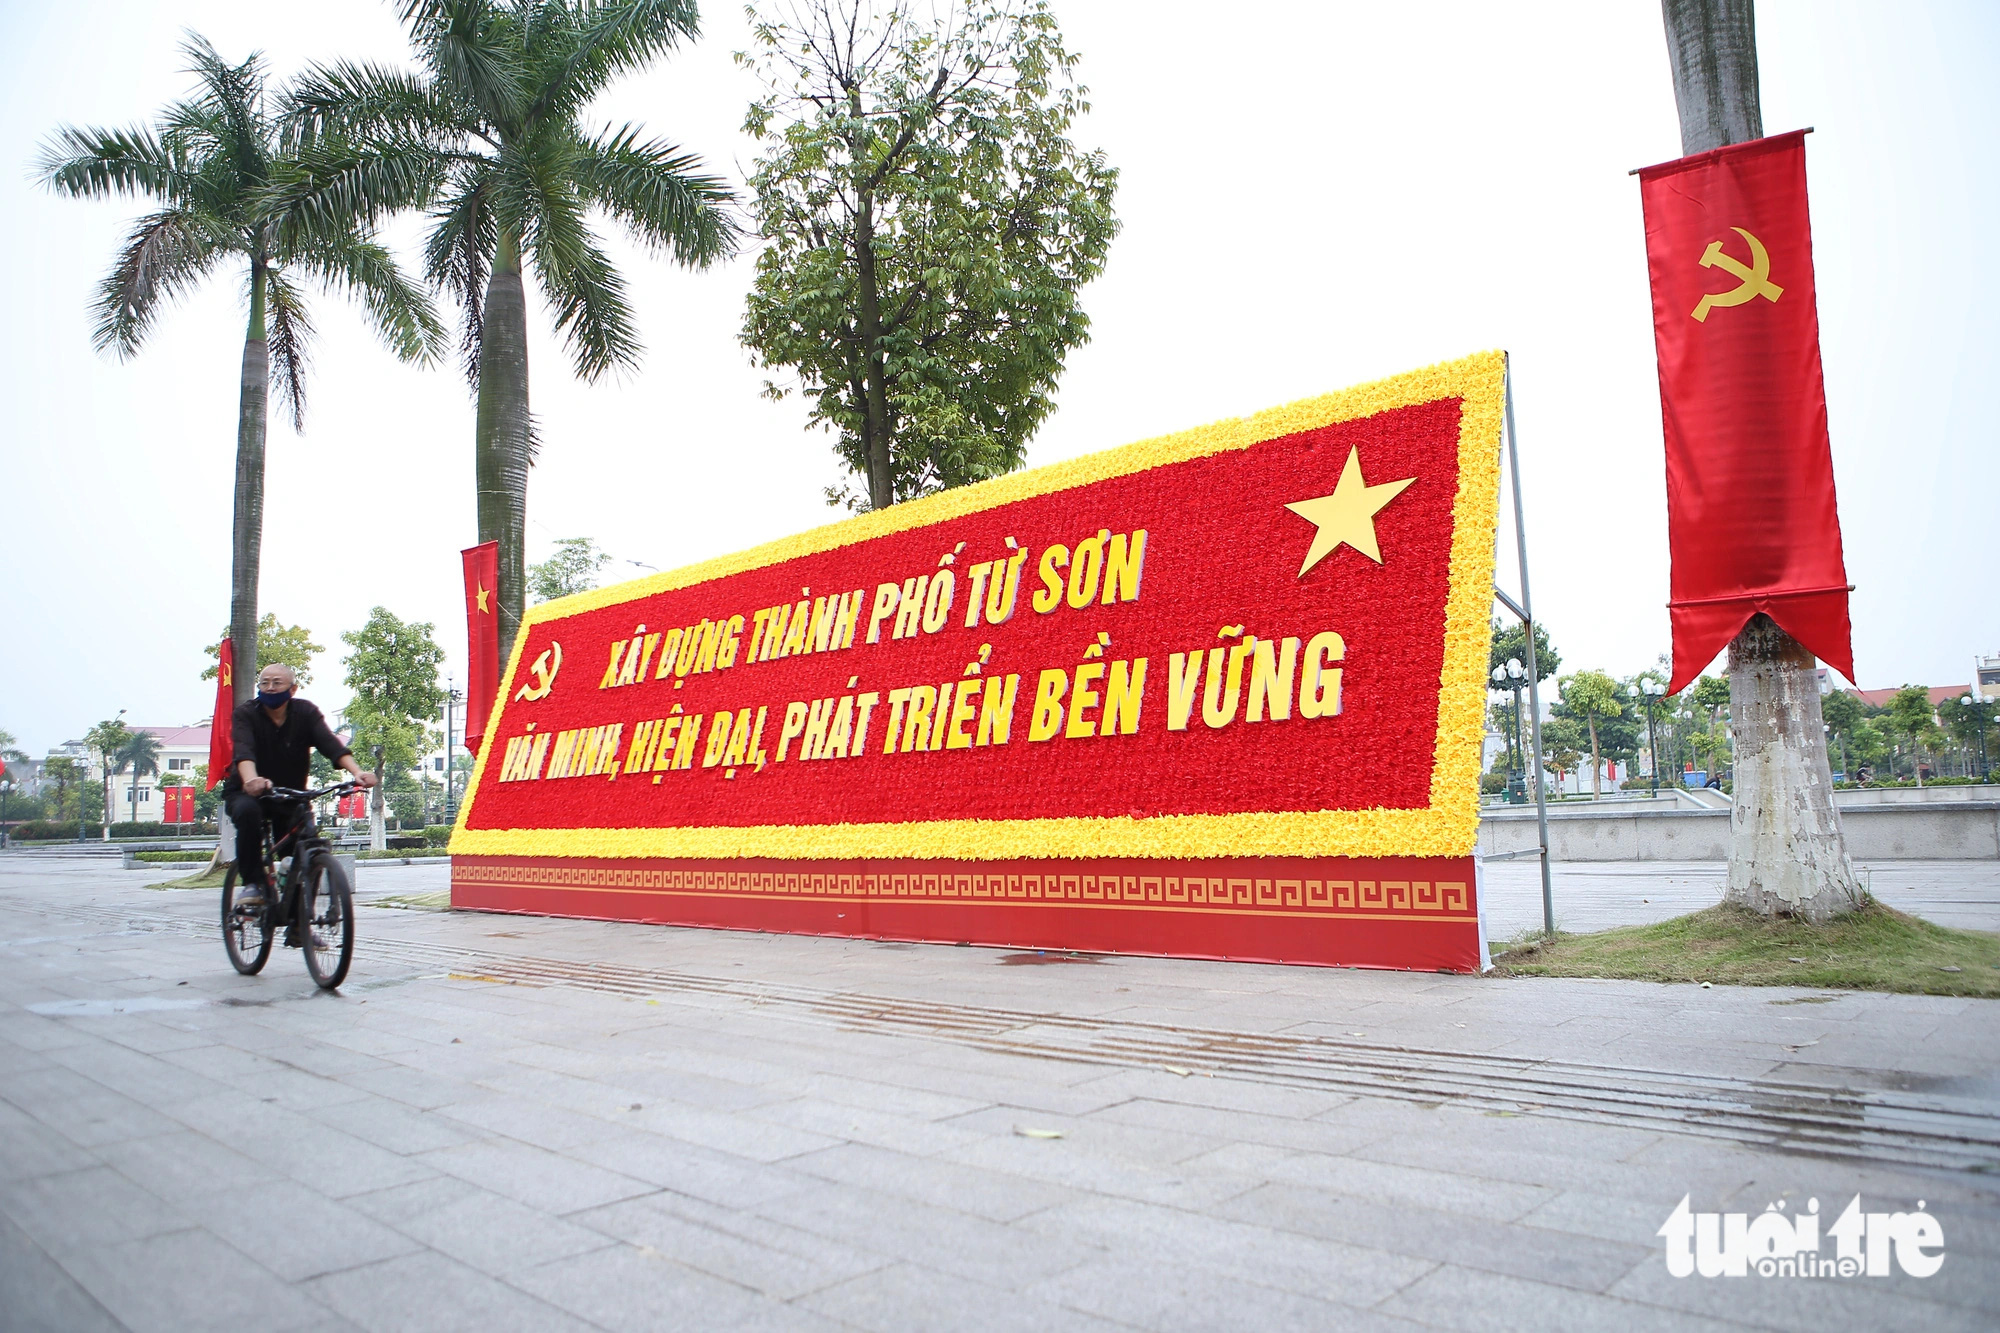 XÂY DỰNG THÀNH PHỐ TỪ SƠN
VĂN MINH, HIỆN ĐẠI, PHÁT TRIỂN BỀN VỮNG
tuổi trẻ
online